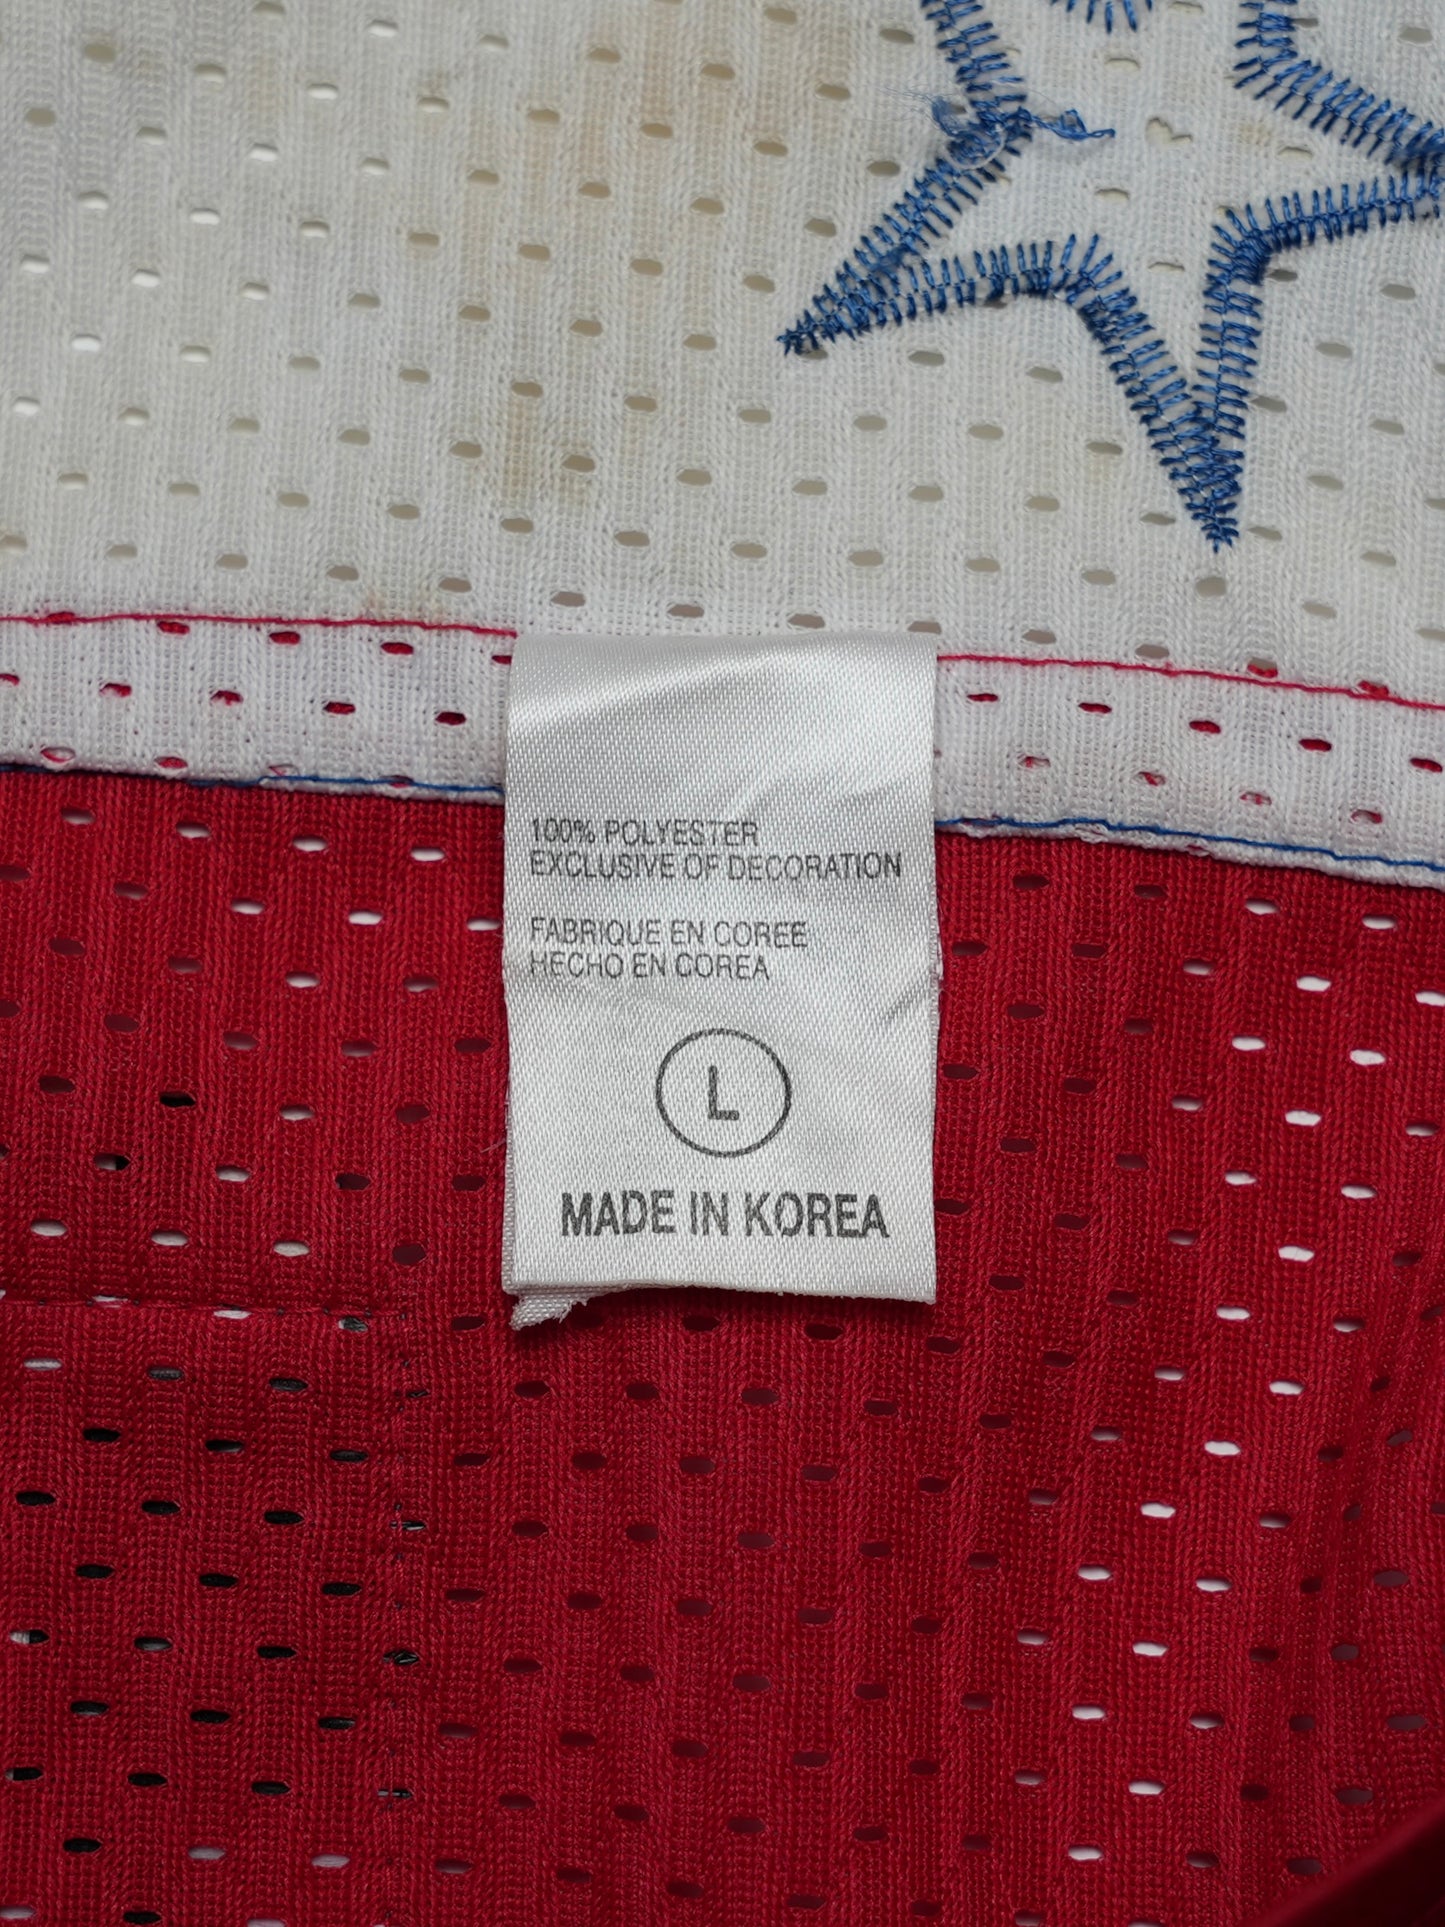 100% POLYESTER
EXCLUSIVE OF DECORATION
FABRIQUE EN COREE
HECHO EN COREA
L
MADE IN KOREA